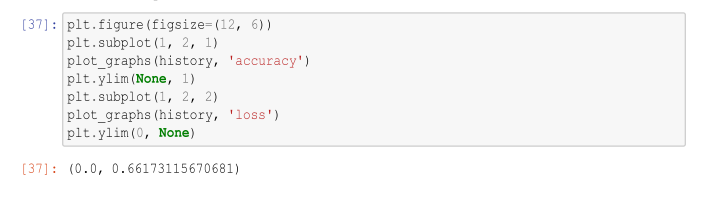 [37]: plt.figure(figsize=(12, 6))
plt.subplot(1, 2, 1)
plot_graphs(history, 'accuracy')
plt.ylim(None, 1)
plt.subplot(1, 2, 2)
plot_graphs(history, 'loss')
plt.ylim(0, None)
[37]: (0.0, 0.66173115670681)